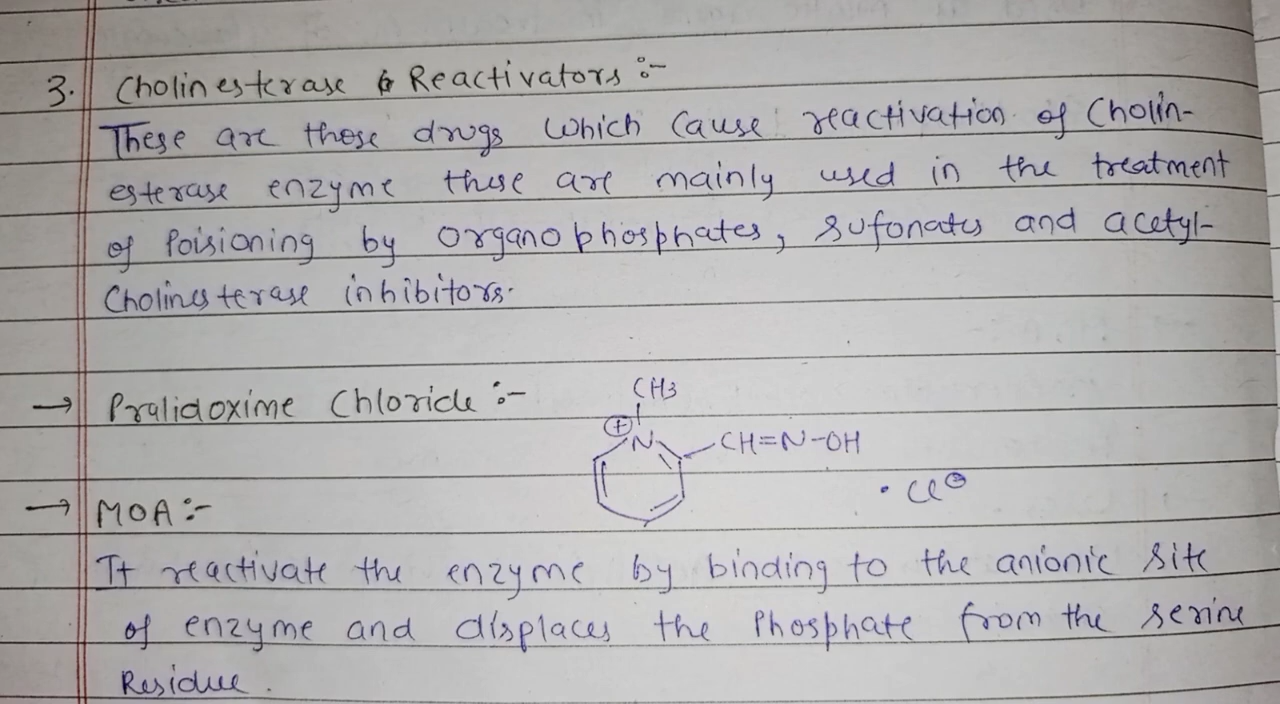 3. Cholinesterase Reactivators :-
These are those drugs which cause reactivation of Cholin-
esterase enzyme these are mainly used in the treatment
of Poisioning by organophosphates, sufonates and acetyl-
Cholinesterase inhibitors.
→ Pralidoxime Chloride :-
CH3
⊕
N
CH=N-OH
. Cl⊖
→ MOA :-
It reactivate the enzyme by binding to the anionic site
of enzyme and displaces the Phosphate from the serine
Residue.